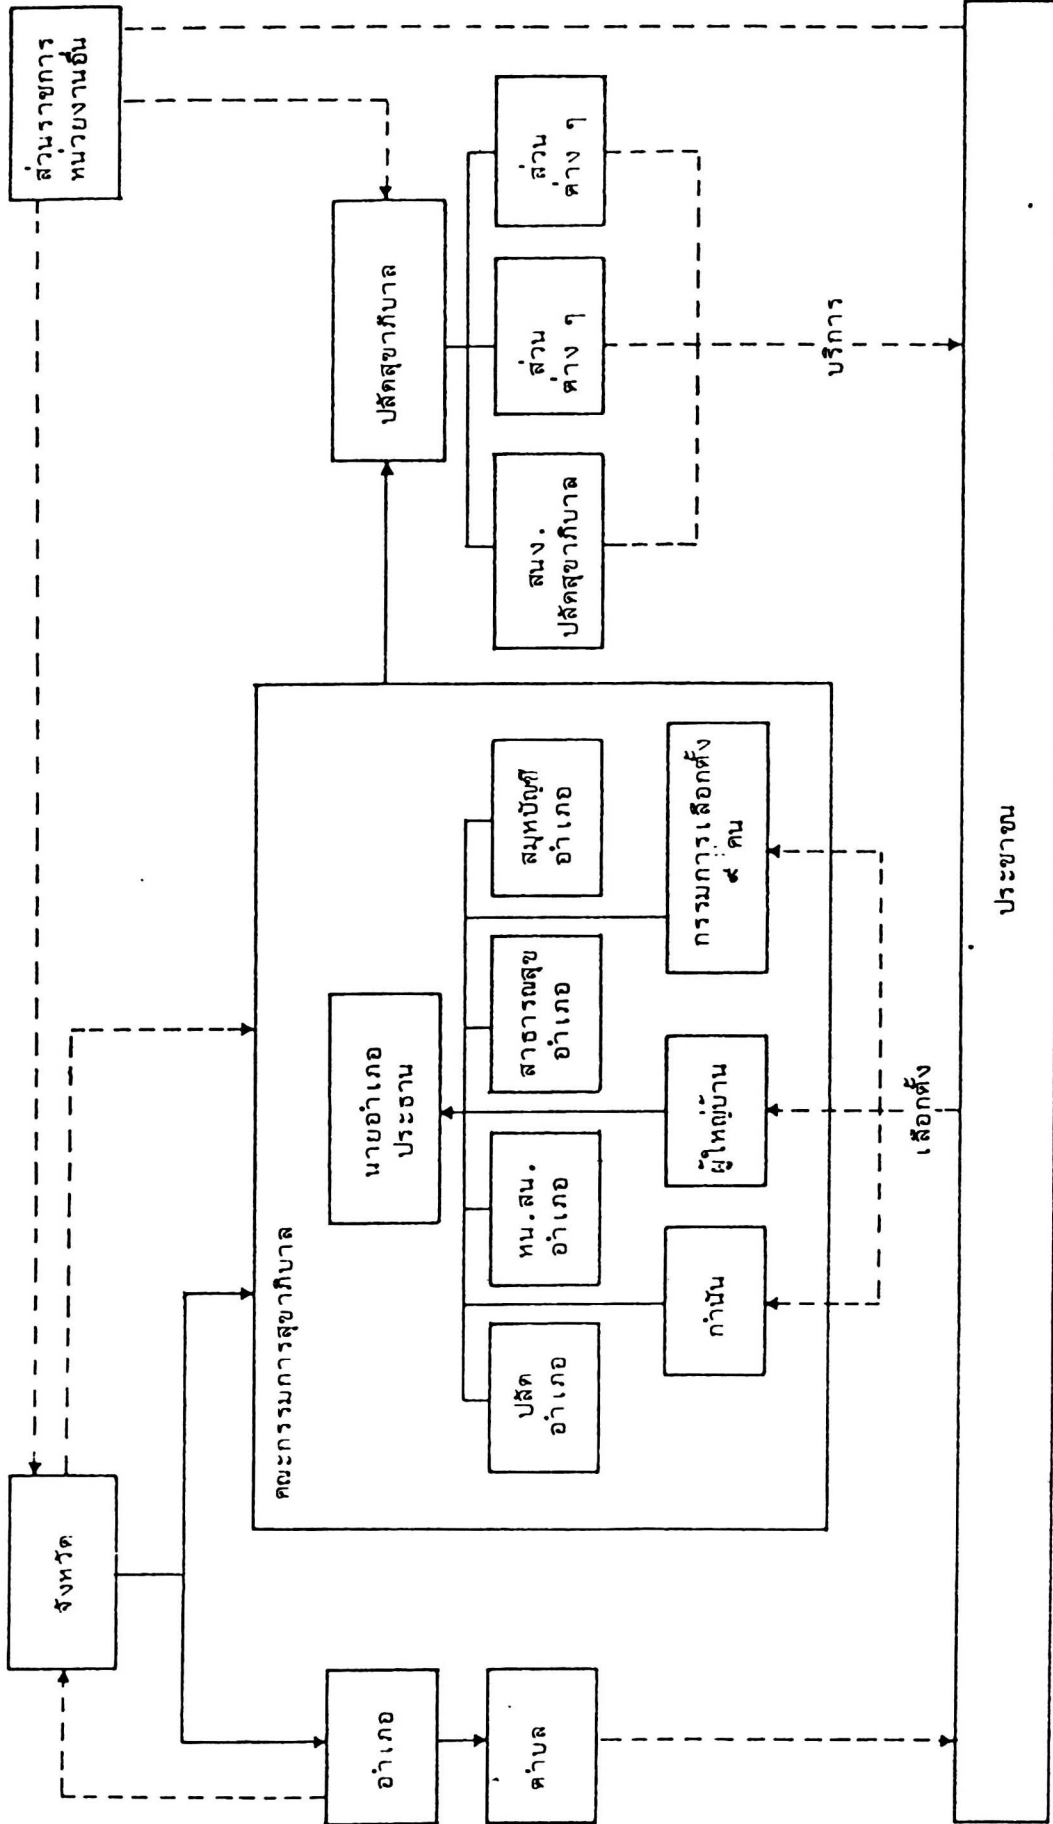 จังหวัด
ส่วนราชการ
หน่วยงานอื่น
คณะกรรมการสุขาภิบาล
อำเภอ
ตำบล
นายอำเภอ
ประธาน
ปลัด
อำเภอ
หน.สน.
อำเภอ
สาธารณสุข
อำเภอ
สมุหบัญชี
อำเภอ
กำนัน
ผู้ใหญ่บ้าน
กรรมการเลือกตั้ง
๙ คน
ปลัดสุขาภิบาล
สนง.
ปลัดสุขาภิบาล
ส่วน
ต่าง ๆ
ส่วน
ต่าง ๆ
เลือกตั้ง
บริการ
ประชาชน